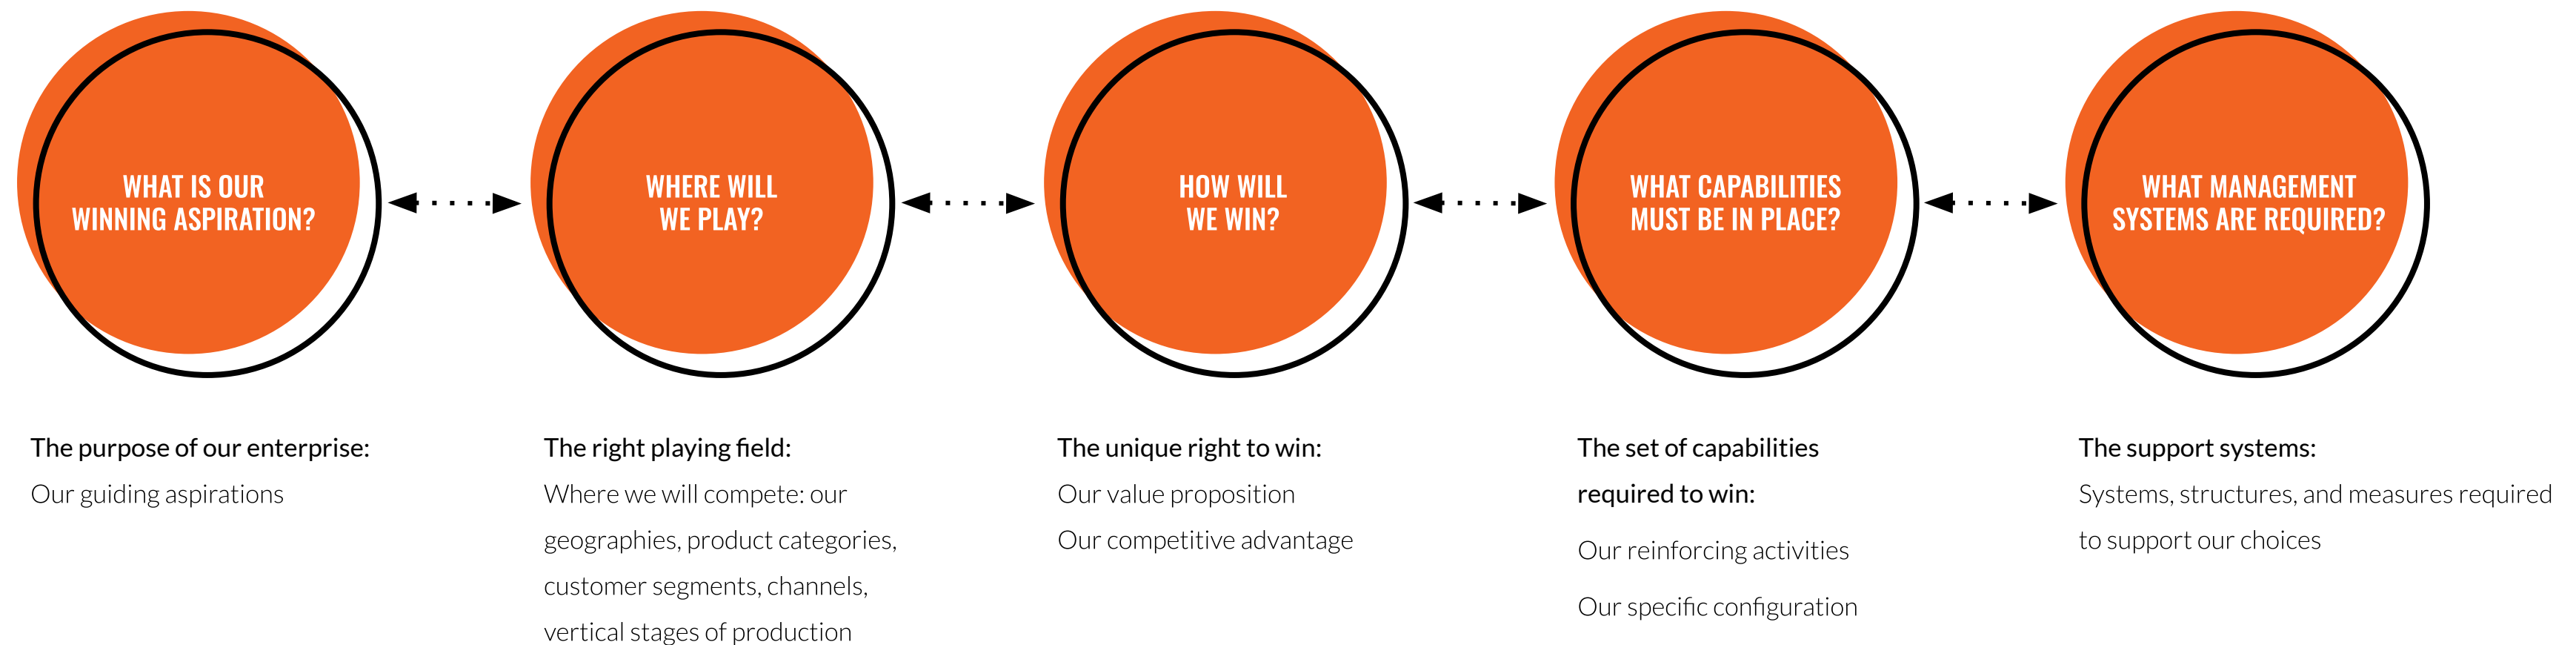 WHAT IS OUR
WINNING ASPIRATION?
WHERE WILL
WE PLAY?
HOW WILL
WE WIN?
WHAT CAPABILITIES
MUST BE IN PLACE?
WHAT MANAGEMENT
SYSTEMS ARE REQUIRED?
The purpose of our enterprise:
Our guiding aspirations
The right playing field:
Where we will compete: our
geographies, product categories,
customer segments, channels,
vertical stages of production
The unique right to win:
Our value proposition
Our competitive advantage
The set of capabilities
required to win:
Our reinforcing activities
Our specific configuration
The support systems:
Systems, structures, and measures required
to support our choices